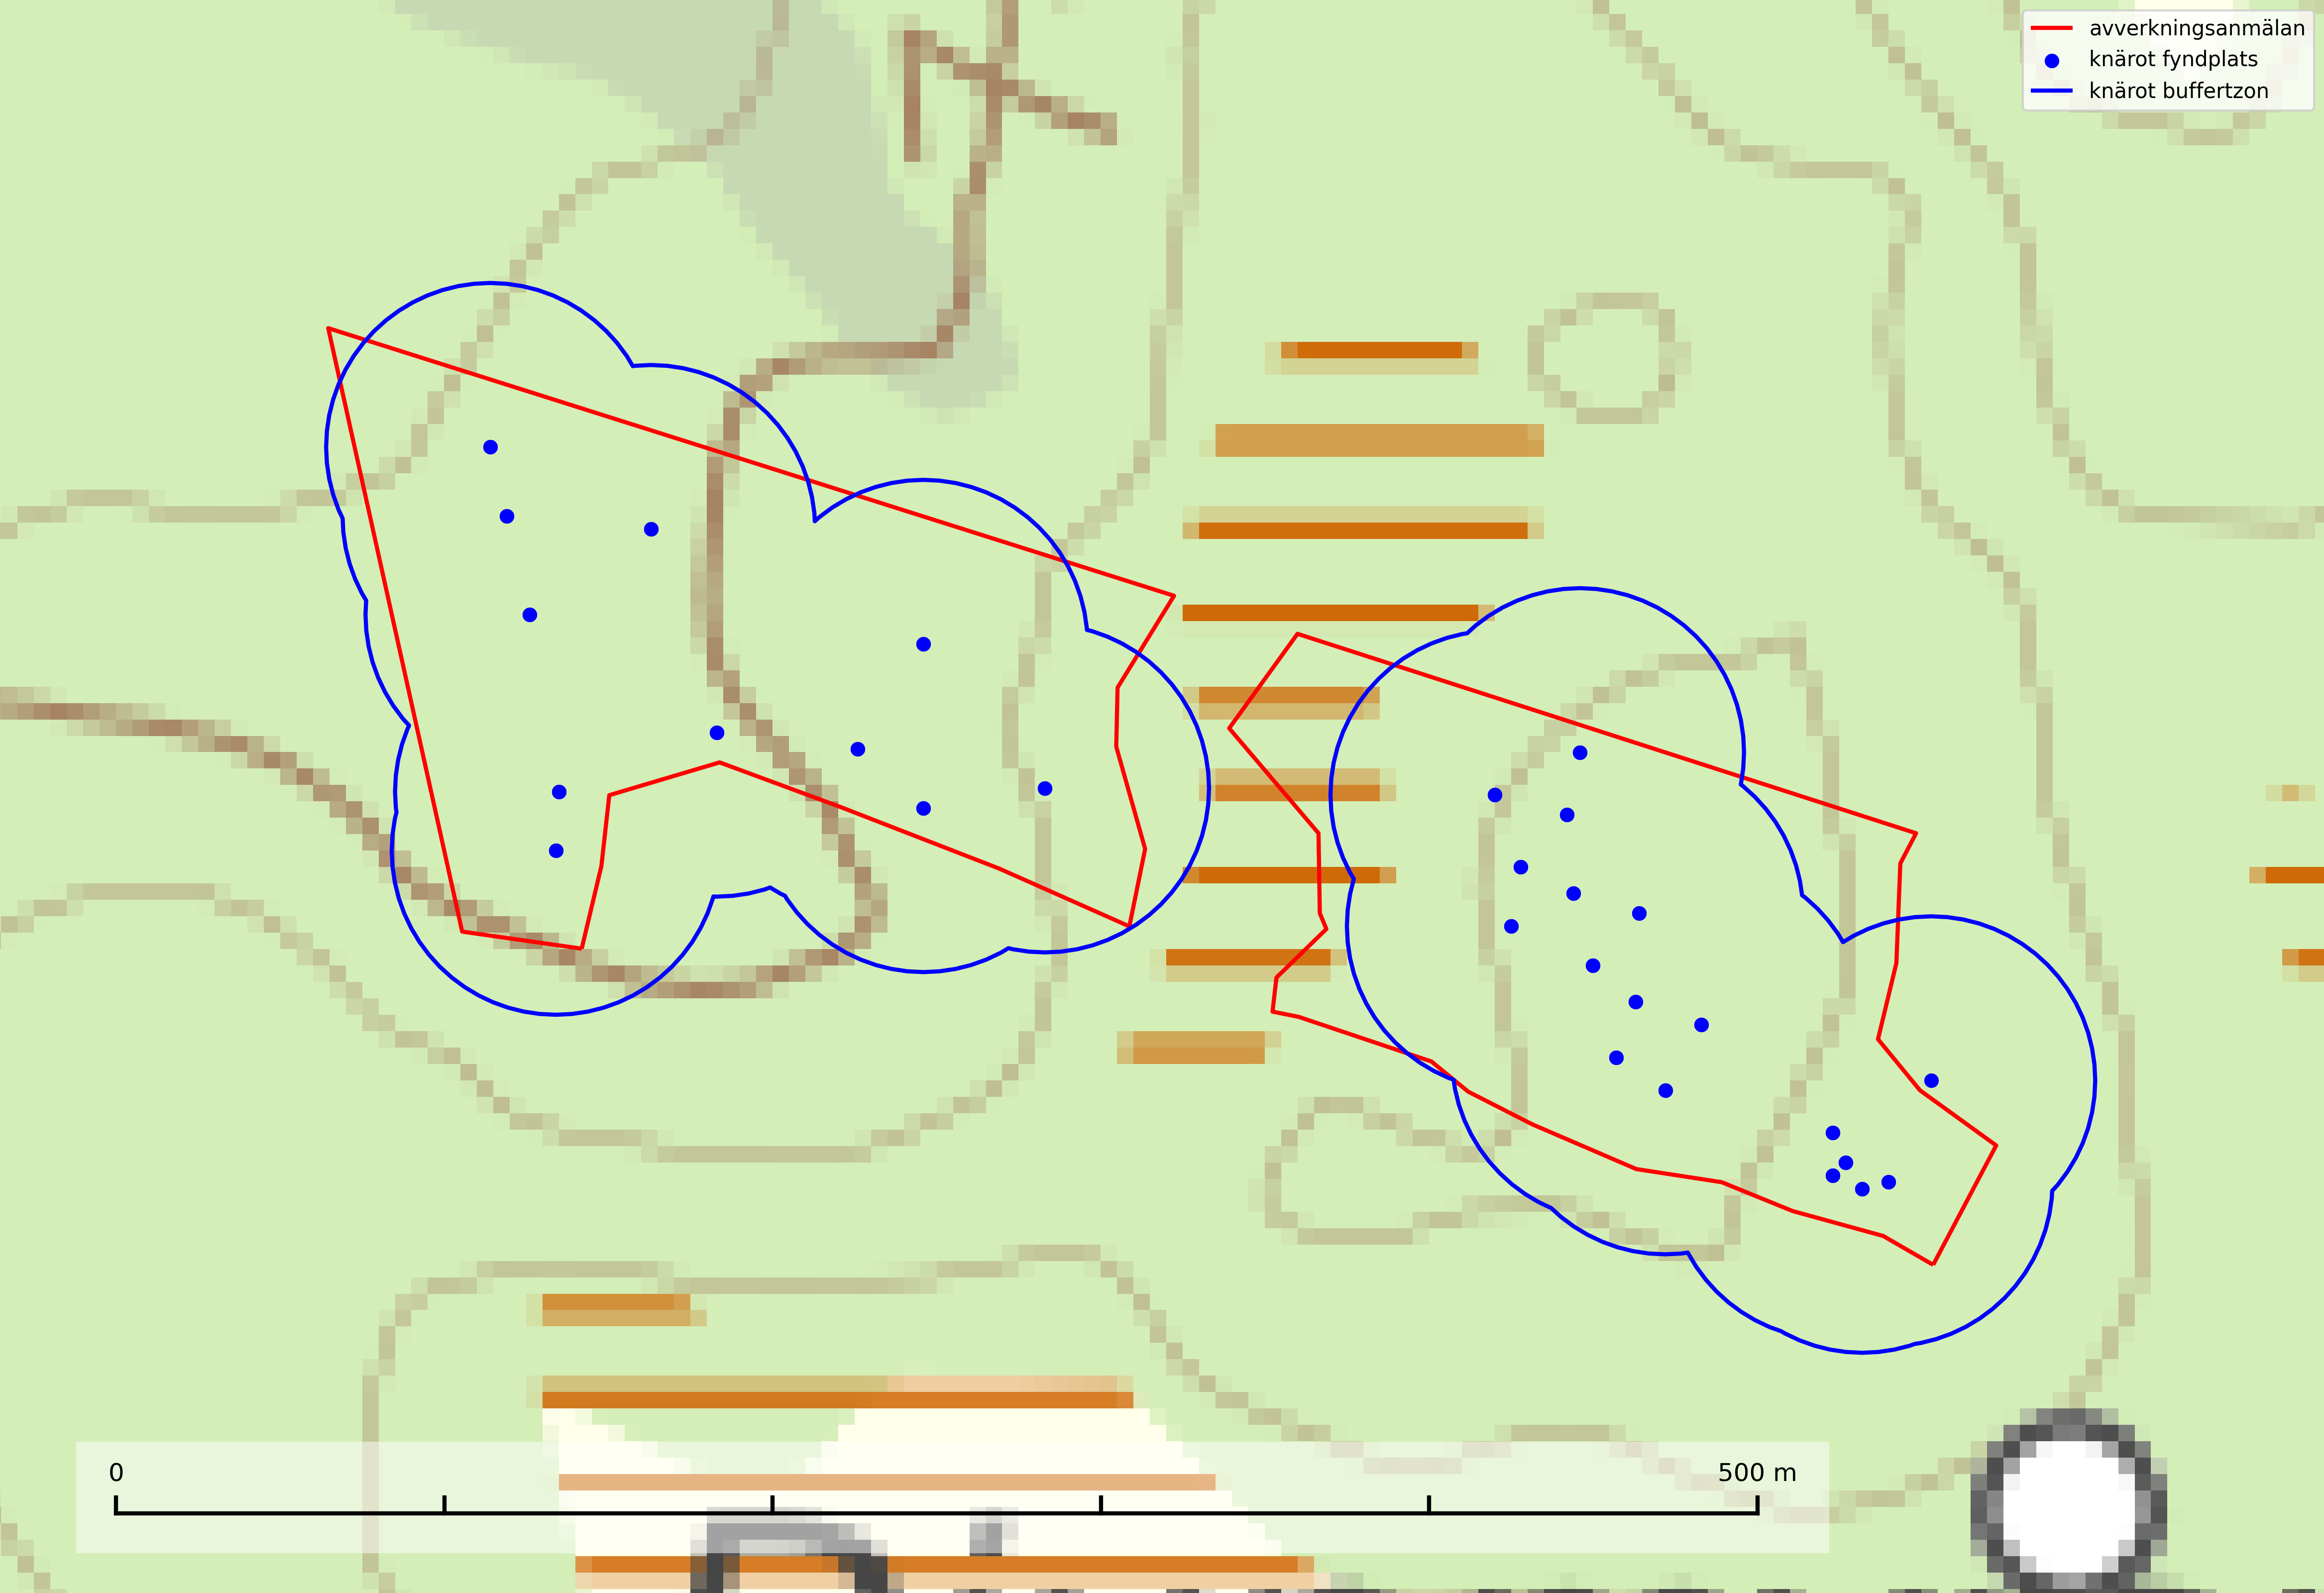 avverkningsanmälan
knärot fyndplats
knärot buffertzon
0 500 m